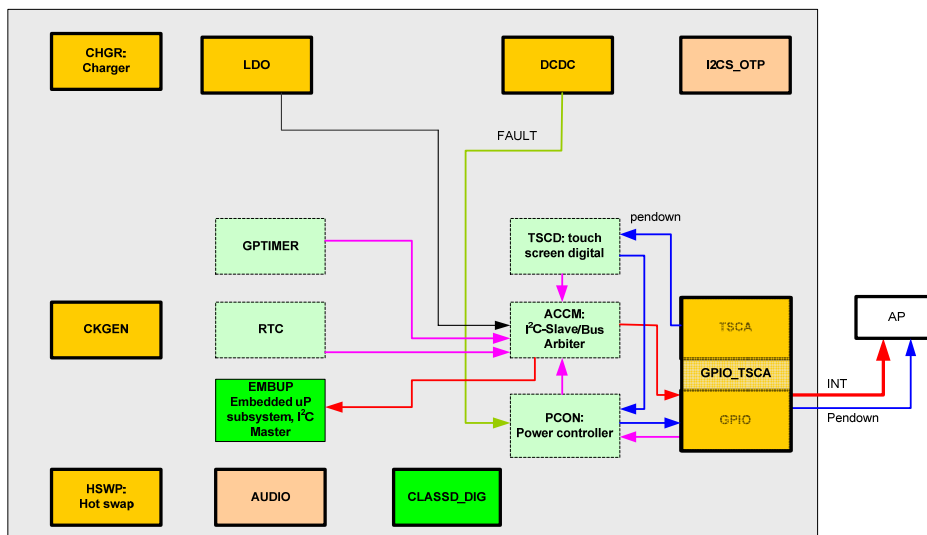 CHGR:
Charger
LDO
DCDC
I2CS_OTP
FAULT
GPTIMER
TSCD: touch
screen digital
pendown
CKGEN
RTC
ACCM:
I²C-Slave/Bus
Arbiter
TSCA
GPIO_TSCA
GPIO
AP
INT
Pendown
EMBUP
Embedded uP
subsystem, I²C
Master
PCON:
Power controller
HSWP:
Hot swap
AUDIO
CLASSD_DIG